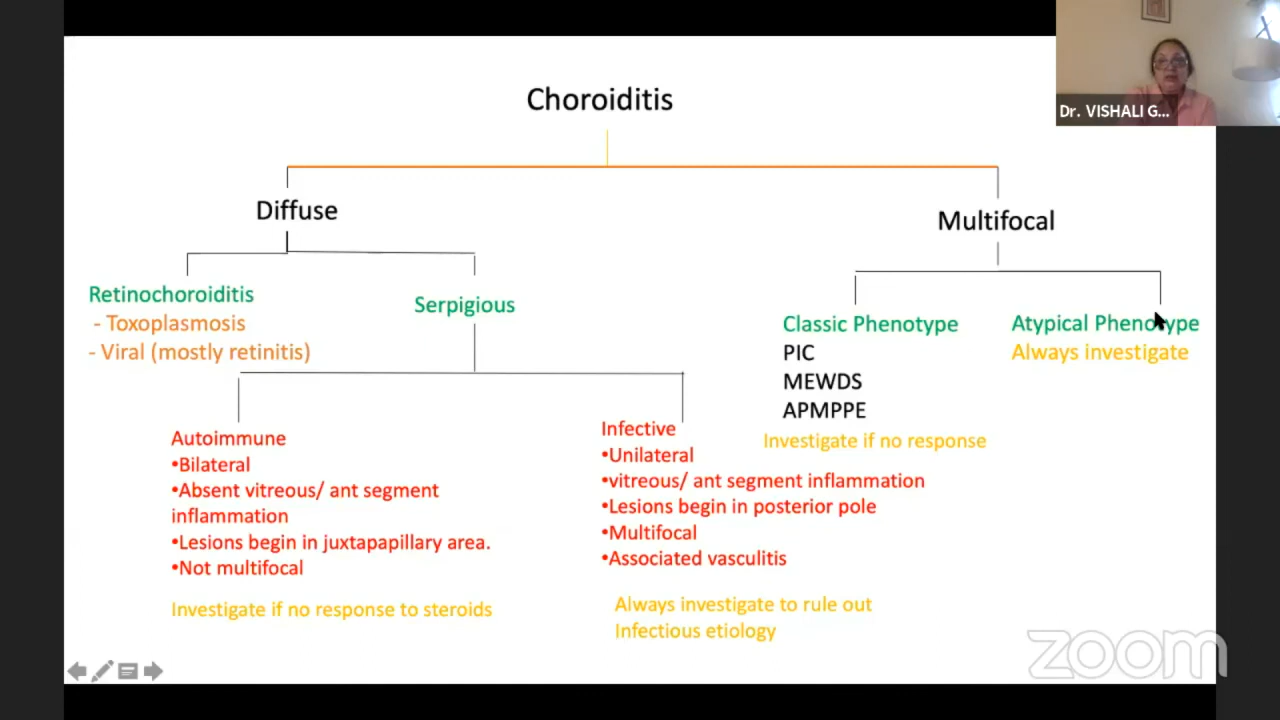 Choroiditis
Diffuse
Multifocal
Retinochoroiditis
- Toxoplasmosis
- Viral (mostly retinitis)
Serpigious
Classic Phenotype
PIC
MEWDS
APMPPE
Investigate if no response
Atypical Phenotype
Always investigate
Autoimmune
•Bilateral
•Absent vitreous/ ant segment
inflammation
•Lesions begin in juxtapapillary area.
•Not multifocal
Investigate if no response to steroids
Infective
•Unilateral
•vitreous/ ant segment inflammation
•Lesions begin in posterior pole
•Multifocal
•Associated vasculitis
Always investigate to rule out
Infectious etiology
Dr. VISHALI G...
zoom